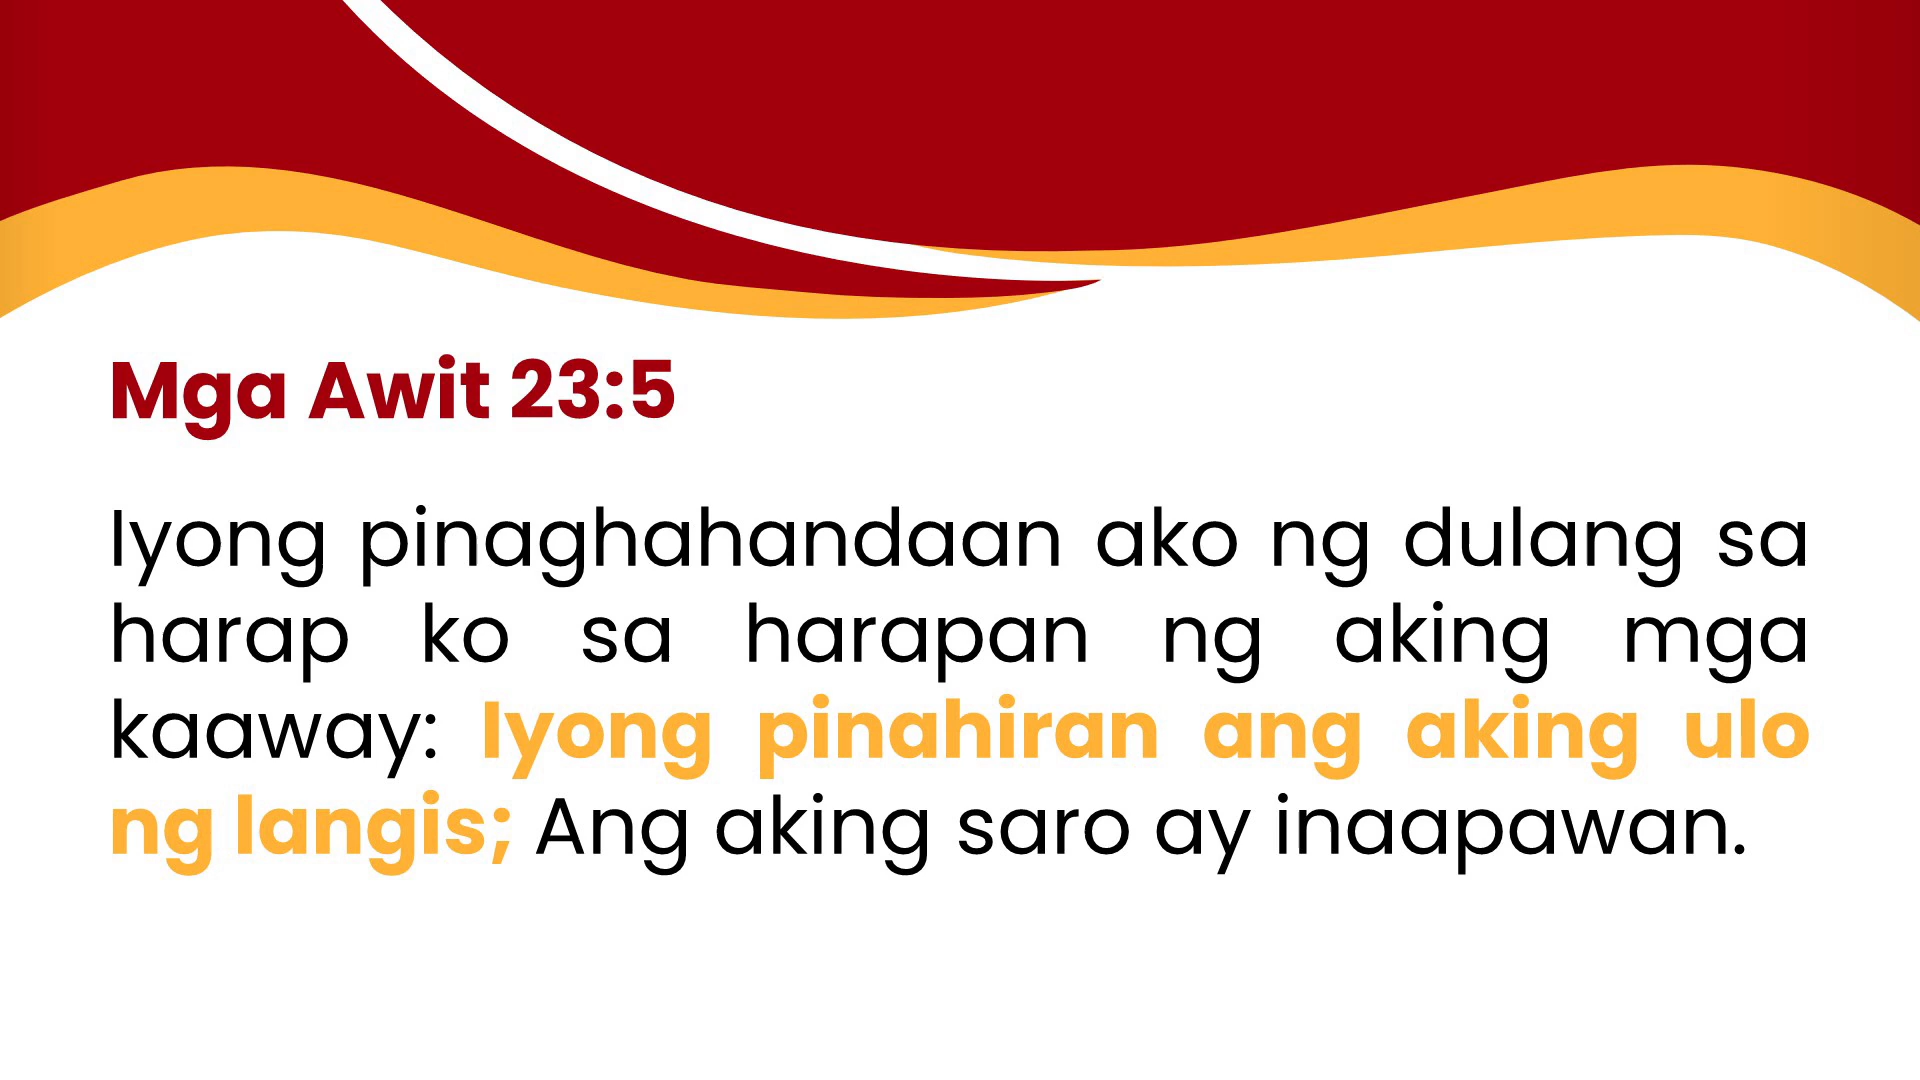 Mga Awit 23:5
Iyong pinaghahandaan ako ng dulang sa
harap ko sa harapan ng aking mga
kaaway: Iyong pinahiran ang aking ulo
ng langis; Ang aking saro ay inaapawan.